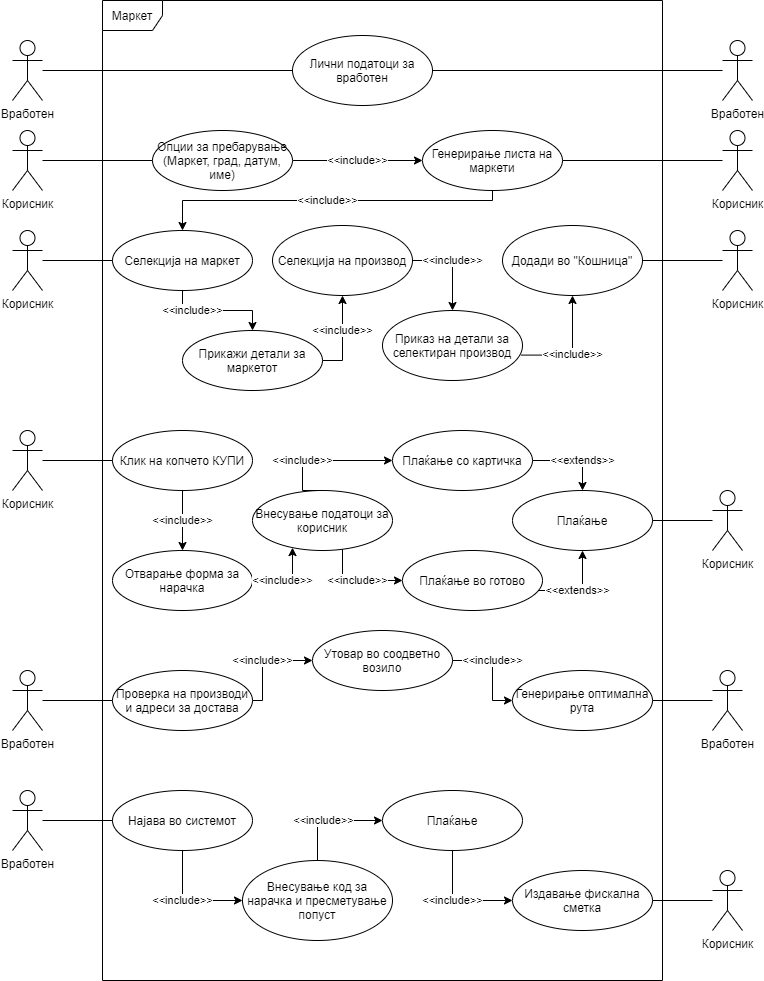 Маркет
Лични податоци за
вработен
Вработен
Вработен
Опции за пребарување
(Маркет, град, датум,
име)
<<include>>
Генерирање листа на
маркети
Корисник
Корисник
<<include>>
Селекција на маркет
Селекција на производ
<<include>>
Додади во "Кошница"
Корисник
Корисник
<<include>>
<<include>>
Прикажи детали за
маркетот
Приказ на детали за
селектиран производ
<<include>>
Клик на копчето КУПИ
<<include>>
Плаќање со картичка
<<extends>>
Корисник
<<include>>
Внесување податоци за
корисник
Плаќање
Корисник
Отварање форма за
нарачка
<<include>>
<<include>>
Плаќање во готово
<<extends>>
<<include>>
Утовар во соодветно
возило
<<include>>
Проверка на производи
и адреси за достава
Генерирање оптимална
рута
Вработен
Вработен
Најава во системот
<<include>>
Плаќање
Вработен
<<include>>
Внесување код за
нарачка и пресметување
попуст
<<include>>
Издавање фискална
сметка
Корисник